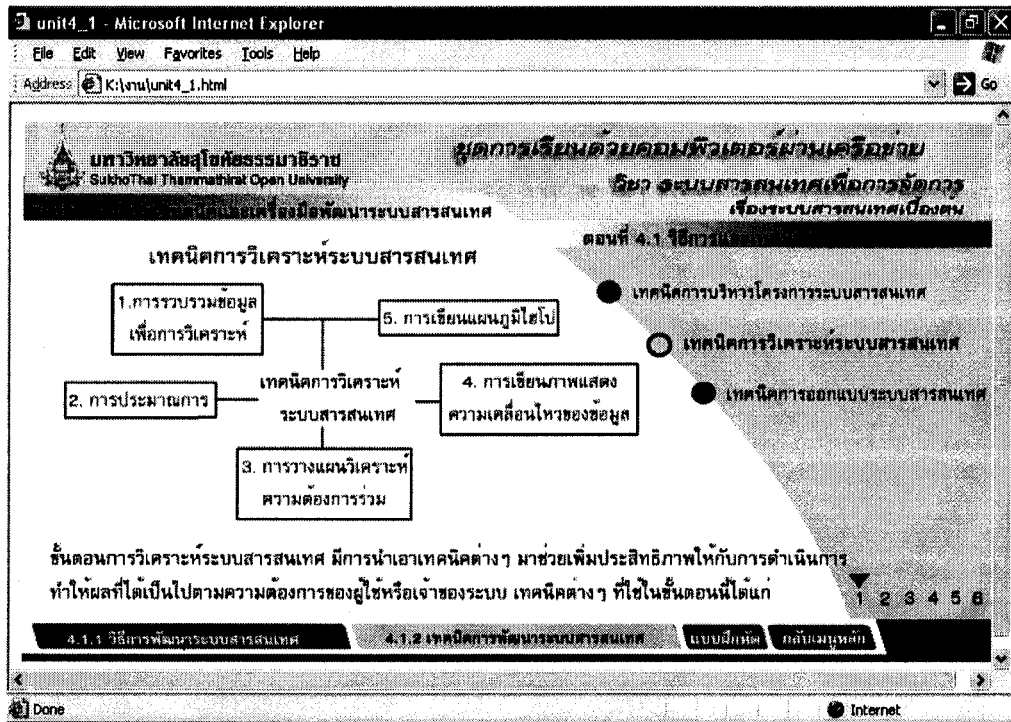 unit4_1 - Microsoft Internet Explorer
File Edit View Favorites Tools Help
Address K:\งาน\unit4_1.html Go
มหาวิทยาลัยสุโขทัยธรรมาธิราช
SukhoThai Thammathirat Open University
ชุดการเรียนด้วยคอมพิวเตอร์ผ่านเครือข่าย
วิชา ระบบสารสนเทศเพื่อการจัดการ
เรื่องระบบสารสนเทศเบื้องต้น
และเครื่องมือพัฒนาระบบสารสนเทศ
ตอนที่ 4.1 วิธีการ
เทคนิคการวิเคราะห์ระบบสารสนเทศ
1.การรวบรวมข้อมูล
เพื่อการวิเคราะห์
5. การเขียนแผนภูมิไฮโป
2. การประมาณการ
เทคนิคการวิเคราะห์
ระบบสารสนเทศ
4. การเขียนภาพแสดง
ความเคลื่อนไหวของข้อมูล
3. การวางแผนวิเคราะห์
ความต้องการร่วม
เทคนิคการบริหารโครงการระบบสารสนเทศ
เทคนิคการวิเคราะห์ระบบสารสนเทศ
เทคนิคการออกแบบระบบสารสนเทศ
ขั้นตอนการวิเคราะห์ระบบสารสนเทศ มีการนำเอาเทคนิคต่างๆ มาช่วยเพิ่มประสิทธิภาพให้กับการดำเนินการ
ทำให้ผลที่ได้เป็นไปตามความต้องการของผู้ใช้หรือเจ้าของระบบ เทคนิคต่างๆ ที่ใช้ในขั้นตอนนี้ได้แก่
1 2 3 4 5 6
4.1.1 วิธีการพัฒนาระบบสารสนเทศ
4.1.2 เทคนิคการพัฒนาระบบสารสนเทศ
แบบฝึกหัด
กลับเมนูหลัก
Done
Internet